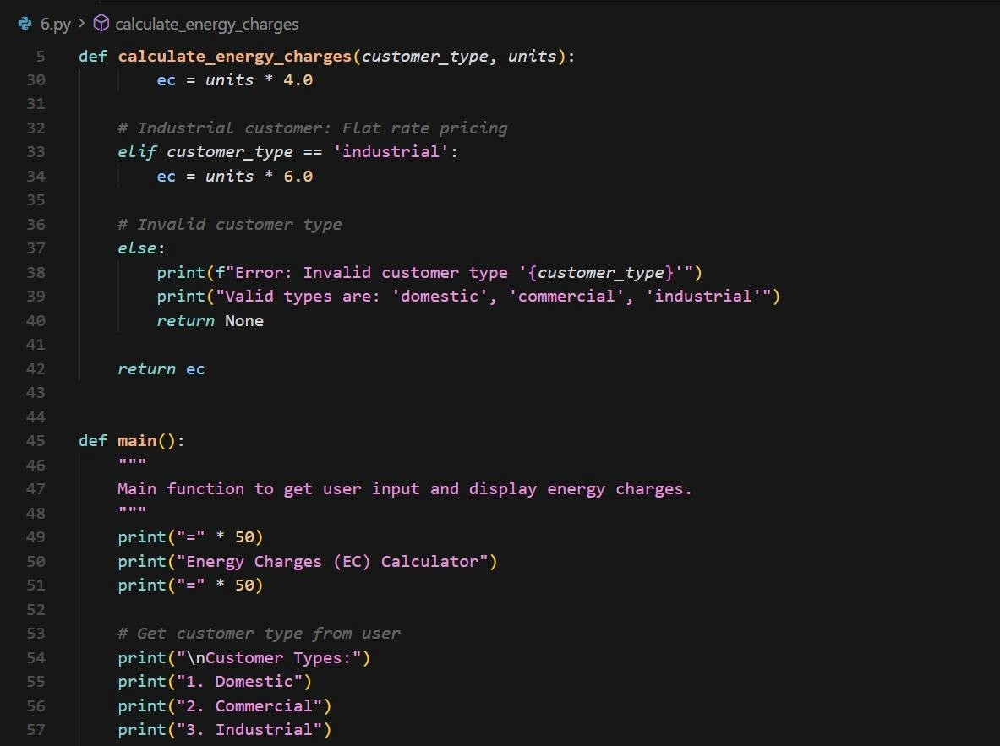 6.py > calculate_energy_charges
5 def calculate_energy_charges(customer_type, units):
30         ec = units * 4.0
31
32     # Industrial customer: Flat rate pricing
33     elif customer_type == 'industrial':
34         ec = units * 6.0
35
36     # Invalid customer type
37     else:
38         print(f"Error: Invalid customer type '{customer_type}'")
39         print("Valid types are: 'domestic', 'commercial', 'industrial'")
40         return None
41
42     return ec
43
44
45 def main():
46     """
47     Main function to get user input and display energy charges.
48     """
49     print("=" * 50)
50     print("Energy Charges (EC) Calculator")
51     print("=" * 50)
52
53     # Get customer type from user
54     print("\nCustomer Types:")
55     print("1. Domestic")
56     print("2. Commercial")
57     print("3. Industrial")